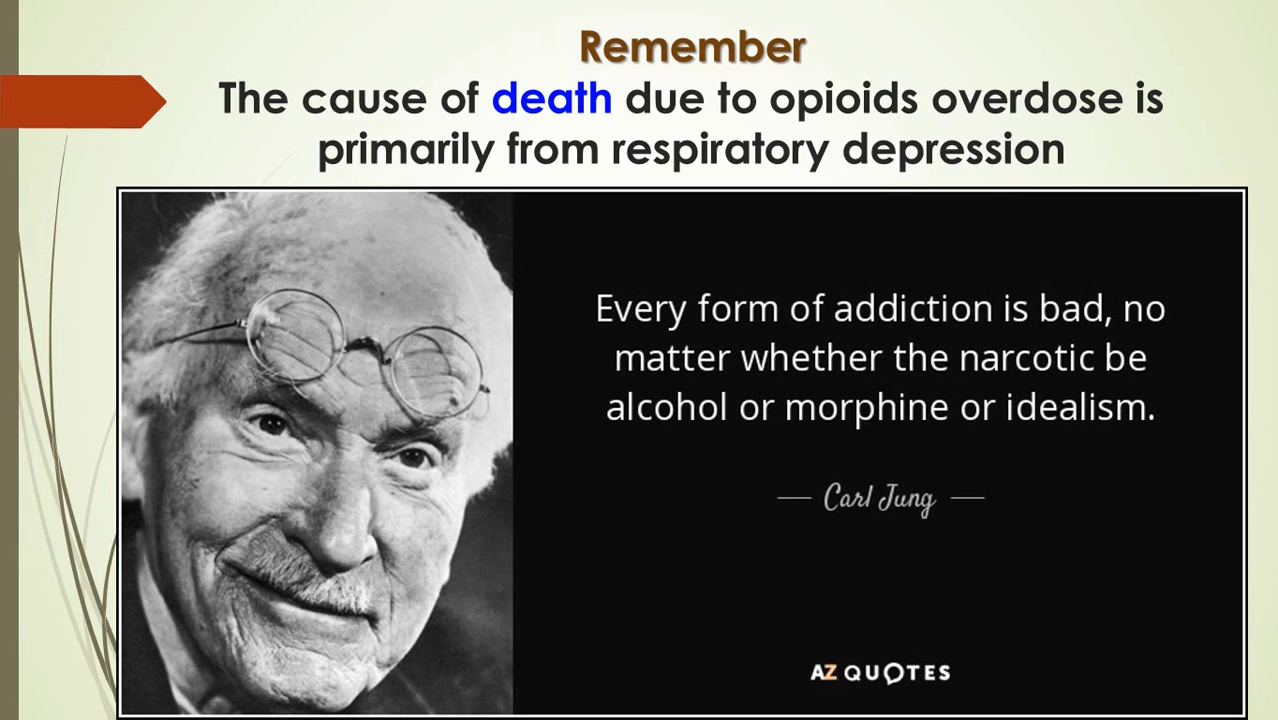 Remember
The cause of death due to opioids overdose is
primarily from respiratory depression
Every form of addiction is bad, no
matter whether the narcotic be
alcohol or morphine or idealism.
Carl Jung
AZ QUOTES